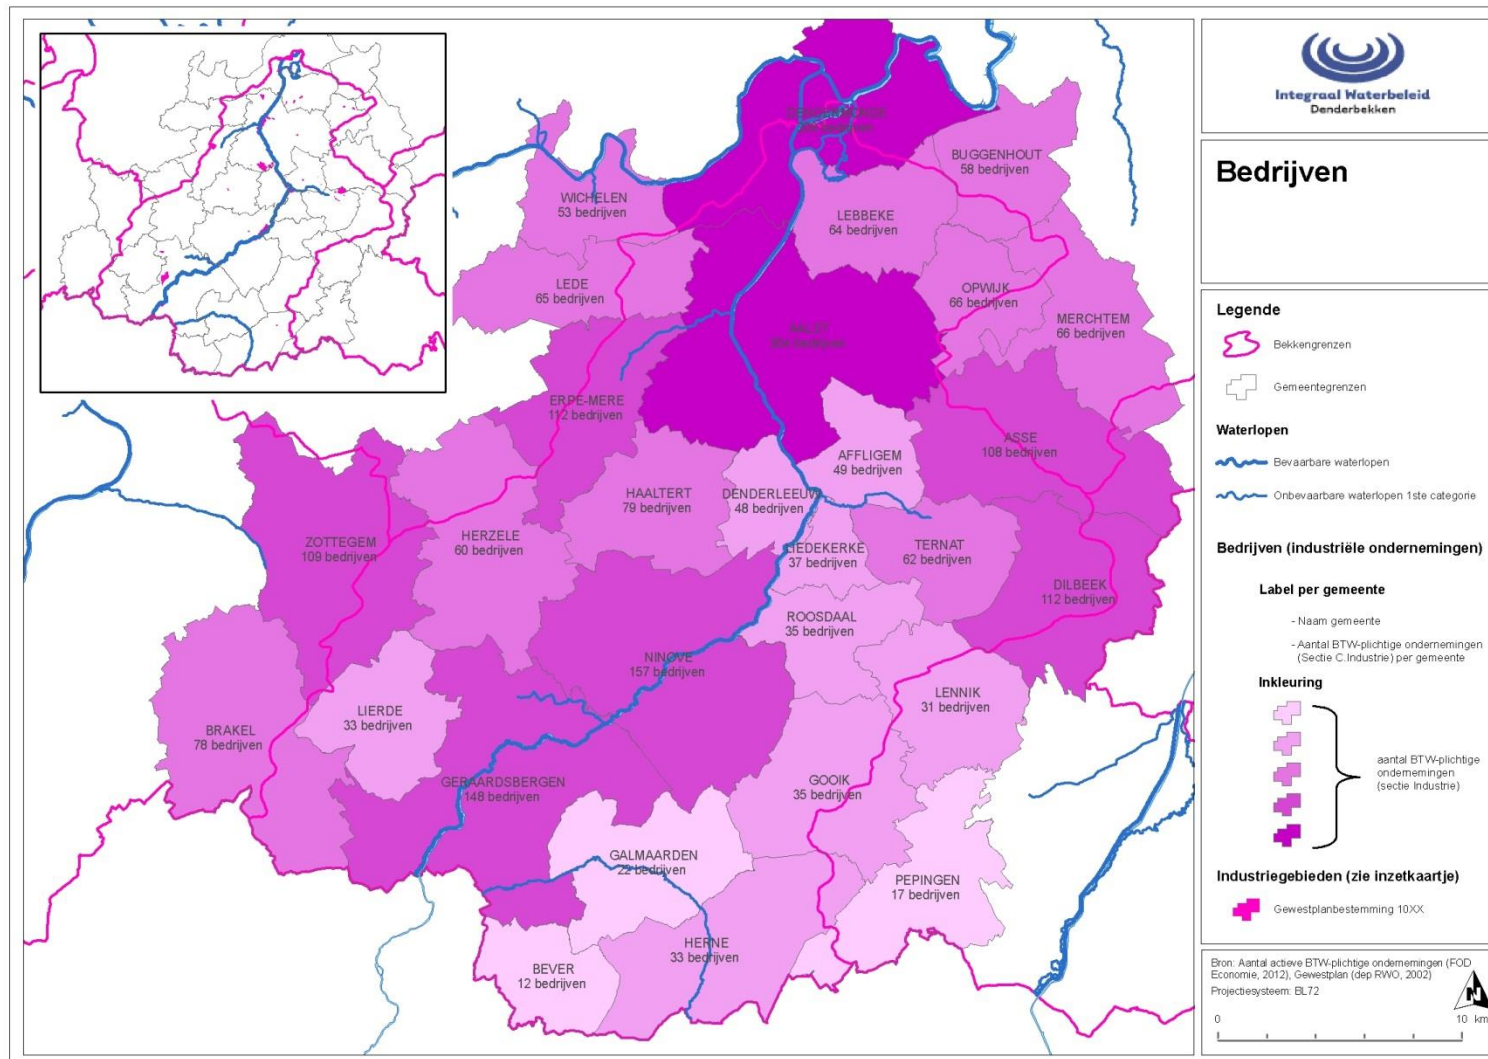 Integraal Waterbeleid
Denderbekken
Bedrijven
Legende
Bekkengrenzen
Gemeentegrenzen
Waterlopen
Bevaarbare waterlopen
Onbevaarbare waterlopen 1ste categorie
Bedrijven (industriële ondernemingen)
Label per gemeente
- Naam gemeente
- Aantal BTW-plichtige ondernemingen
(Sectie C.Industrie) per gemeente
Inkleuring
aantal BTW-plichtige
ondernemingen
(sectie Industrie)
Industriegebieden (zie inzetkaartje)
Gewestplanbestemming 10XX
Bron: Aantal actieve BTW-plichtige ondernemingen (FOD
Economie, 2012), Gewestplan (dep RWO, 2002)
Projectiesysteem: BL72
N
0
10 km
BUGGENHOUT
58 bedrijven
WICHELEN
53 bedrijven
LEBBEKE
64 bedrijven
LEDE
65 bedrijven
OPWIJK
66 bedrijven
MERCHTEM
66 bedrijven
AALST
bedrijven
ERPE-MERE
112 bedrijven
ASSE
108 bedrijven
AFFLIGEM
49 bedrijven
HAALTERT
79 bedrijven
DENDERLEEUW
48 bedrijven
ZOTTEGEM
109 bedrijven
HERZELE
60 bedrijven
LIEDEKERKE
37 bedrijven
TERNAT
62 bedrijven
DILBEEK
112 bedrijven
ROOSDAAL
35 bedrijven
NINOVE
157 bedrijven
LENNIK
31 bedrijven
LIERDE
33 bedrijven
BRAKEL
78 bedrijven
GERAARDSBERGEN
148 bedrijven
GOOIK
35 bedrijven
GALMAARDEN
22 bedrijven
PEPINGEN
17 bedrijven
HERNE
33 bedrijven
BEVER
12 bedrijven